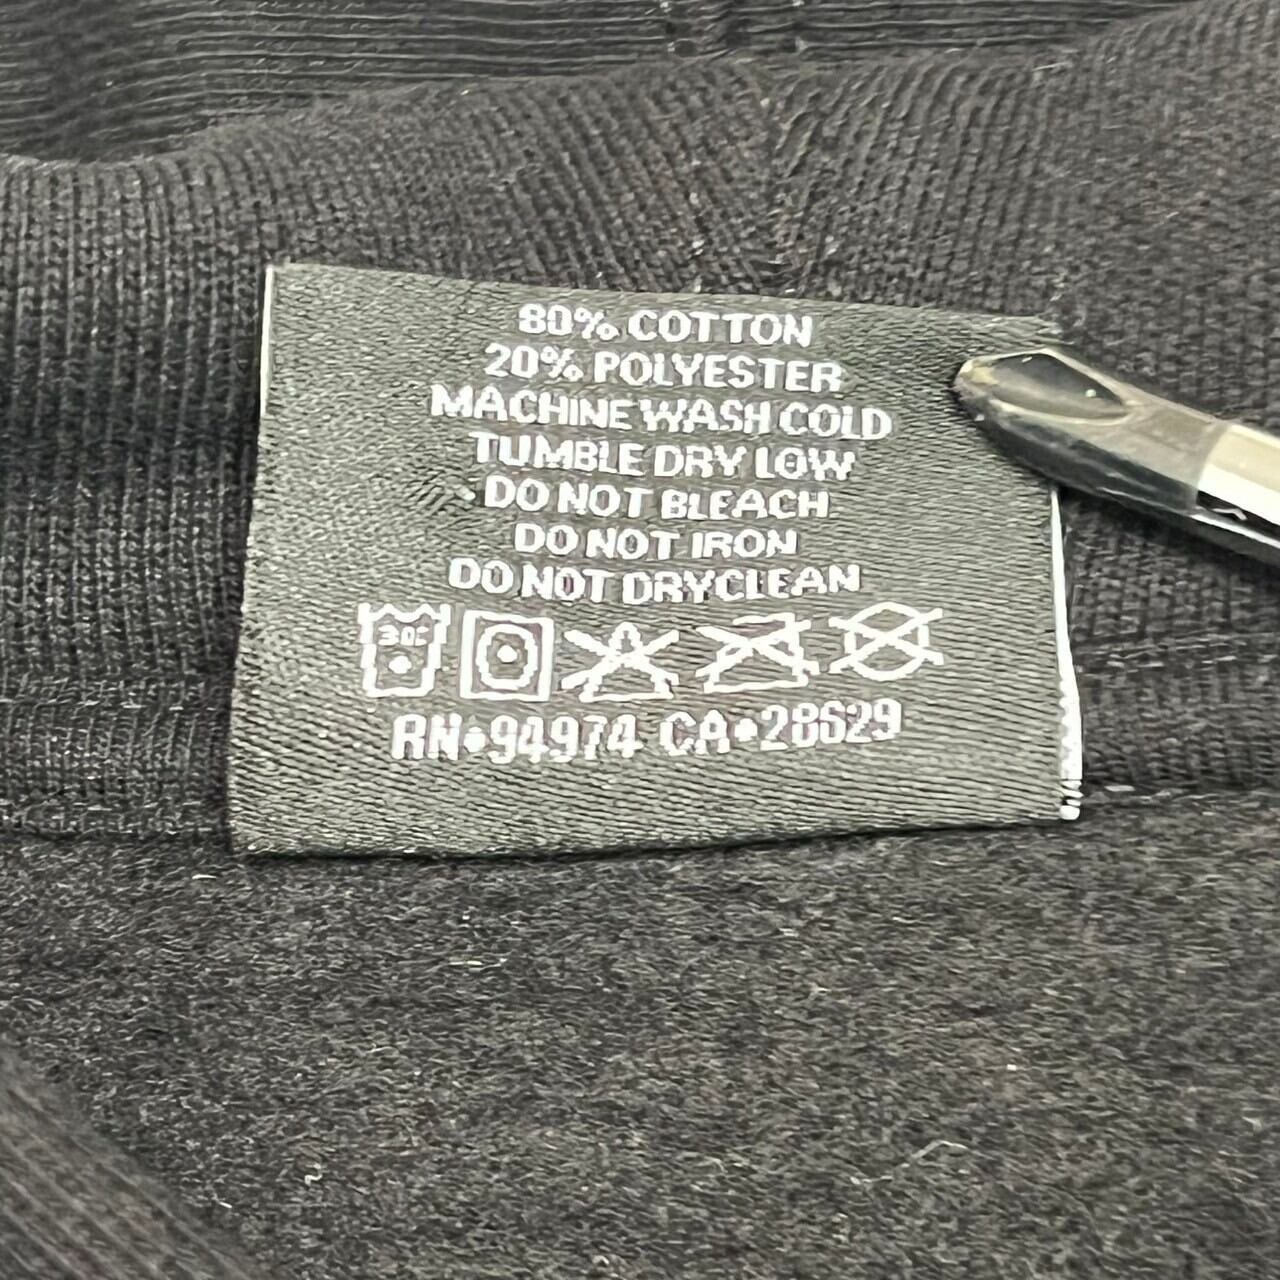 80% COTTON
20% POLYESTER
MACHINE WASH COLD
TUMBLE DRY LOW
DO NOT BLEACH
DO NOT IRON
DO NOT DRYCLEAN
30c
RN•94974 CA•28629